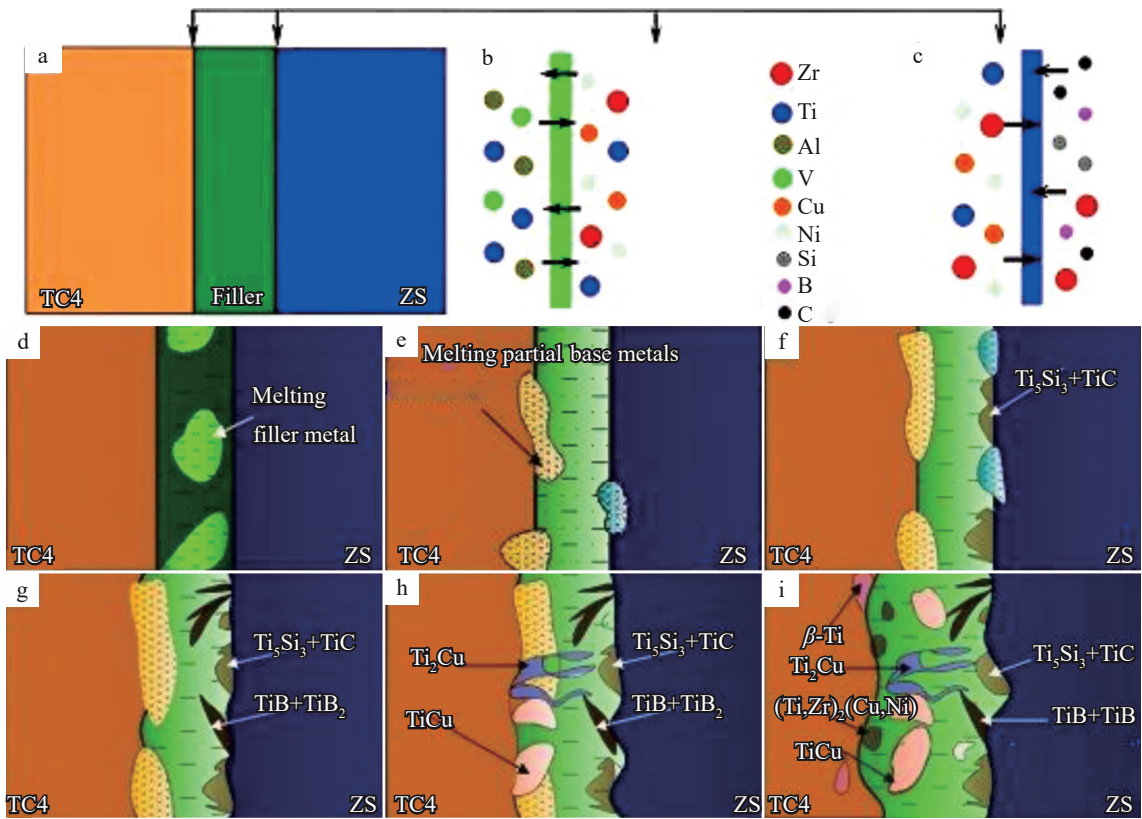 a
TC4
Filler
ZS
b
Zr
Ti
Al
V
Cu
Ni
Si
B
C
c
d
Melting
filler metal
TC4
ZS
e
Melting partial base metals
TC4
ZS
f
Ti₅Si₃+TiC
TC4
ZS
g
Ti₅Si₃+TiC
TiB+TiB₂
TC4
ZS
h
Ti₂Cu
TiCu
Ti₅Si₃+TiC
TiB+TiB₂
TC4
ZS
i
β-Ti
Ti₂Cu
(Ti,Zr)₂(Cu,Ni)
TiCu
Ti₅Si₃+TiC
TiB+TiB
TC4
ZS